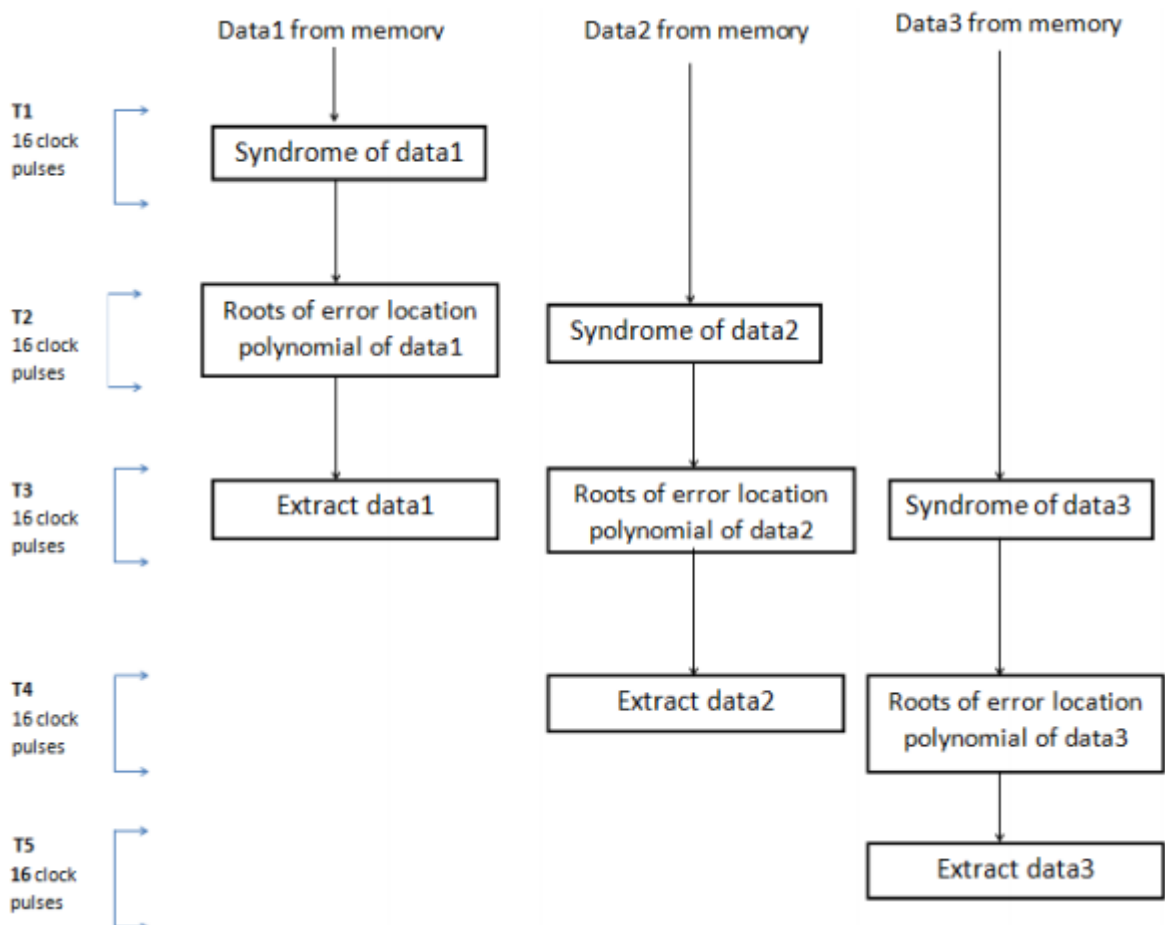 Data1 from memory
Data2 from memory
Data3 from memory
T1
16 clock
pulses
Syndrome of data1
T2
16 clock
pulses
Roots of error location
polynomial of data1
Syndrome of data2
T3
16 clock
pulses
Extract data1
Roots of error location
polynomial of data2
Syndrome of data3
T4
16 clock
pulses
Extract data2
Roots of error location
polynomial of data3
T5
16 clock
pulses
Extract data3